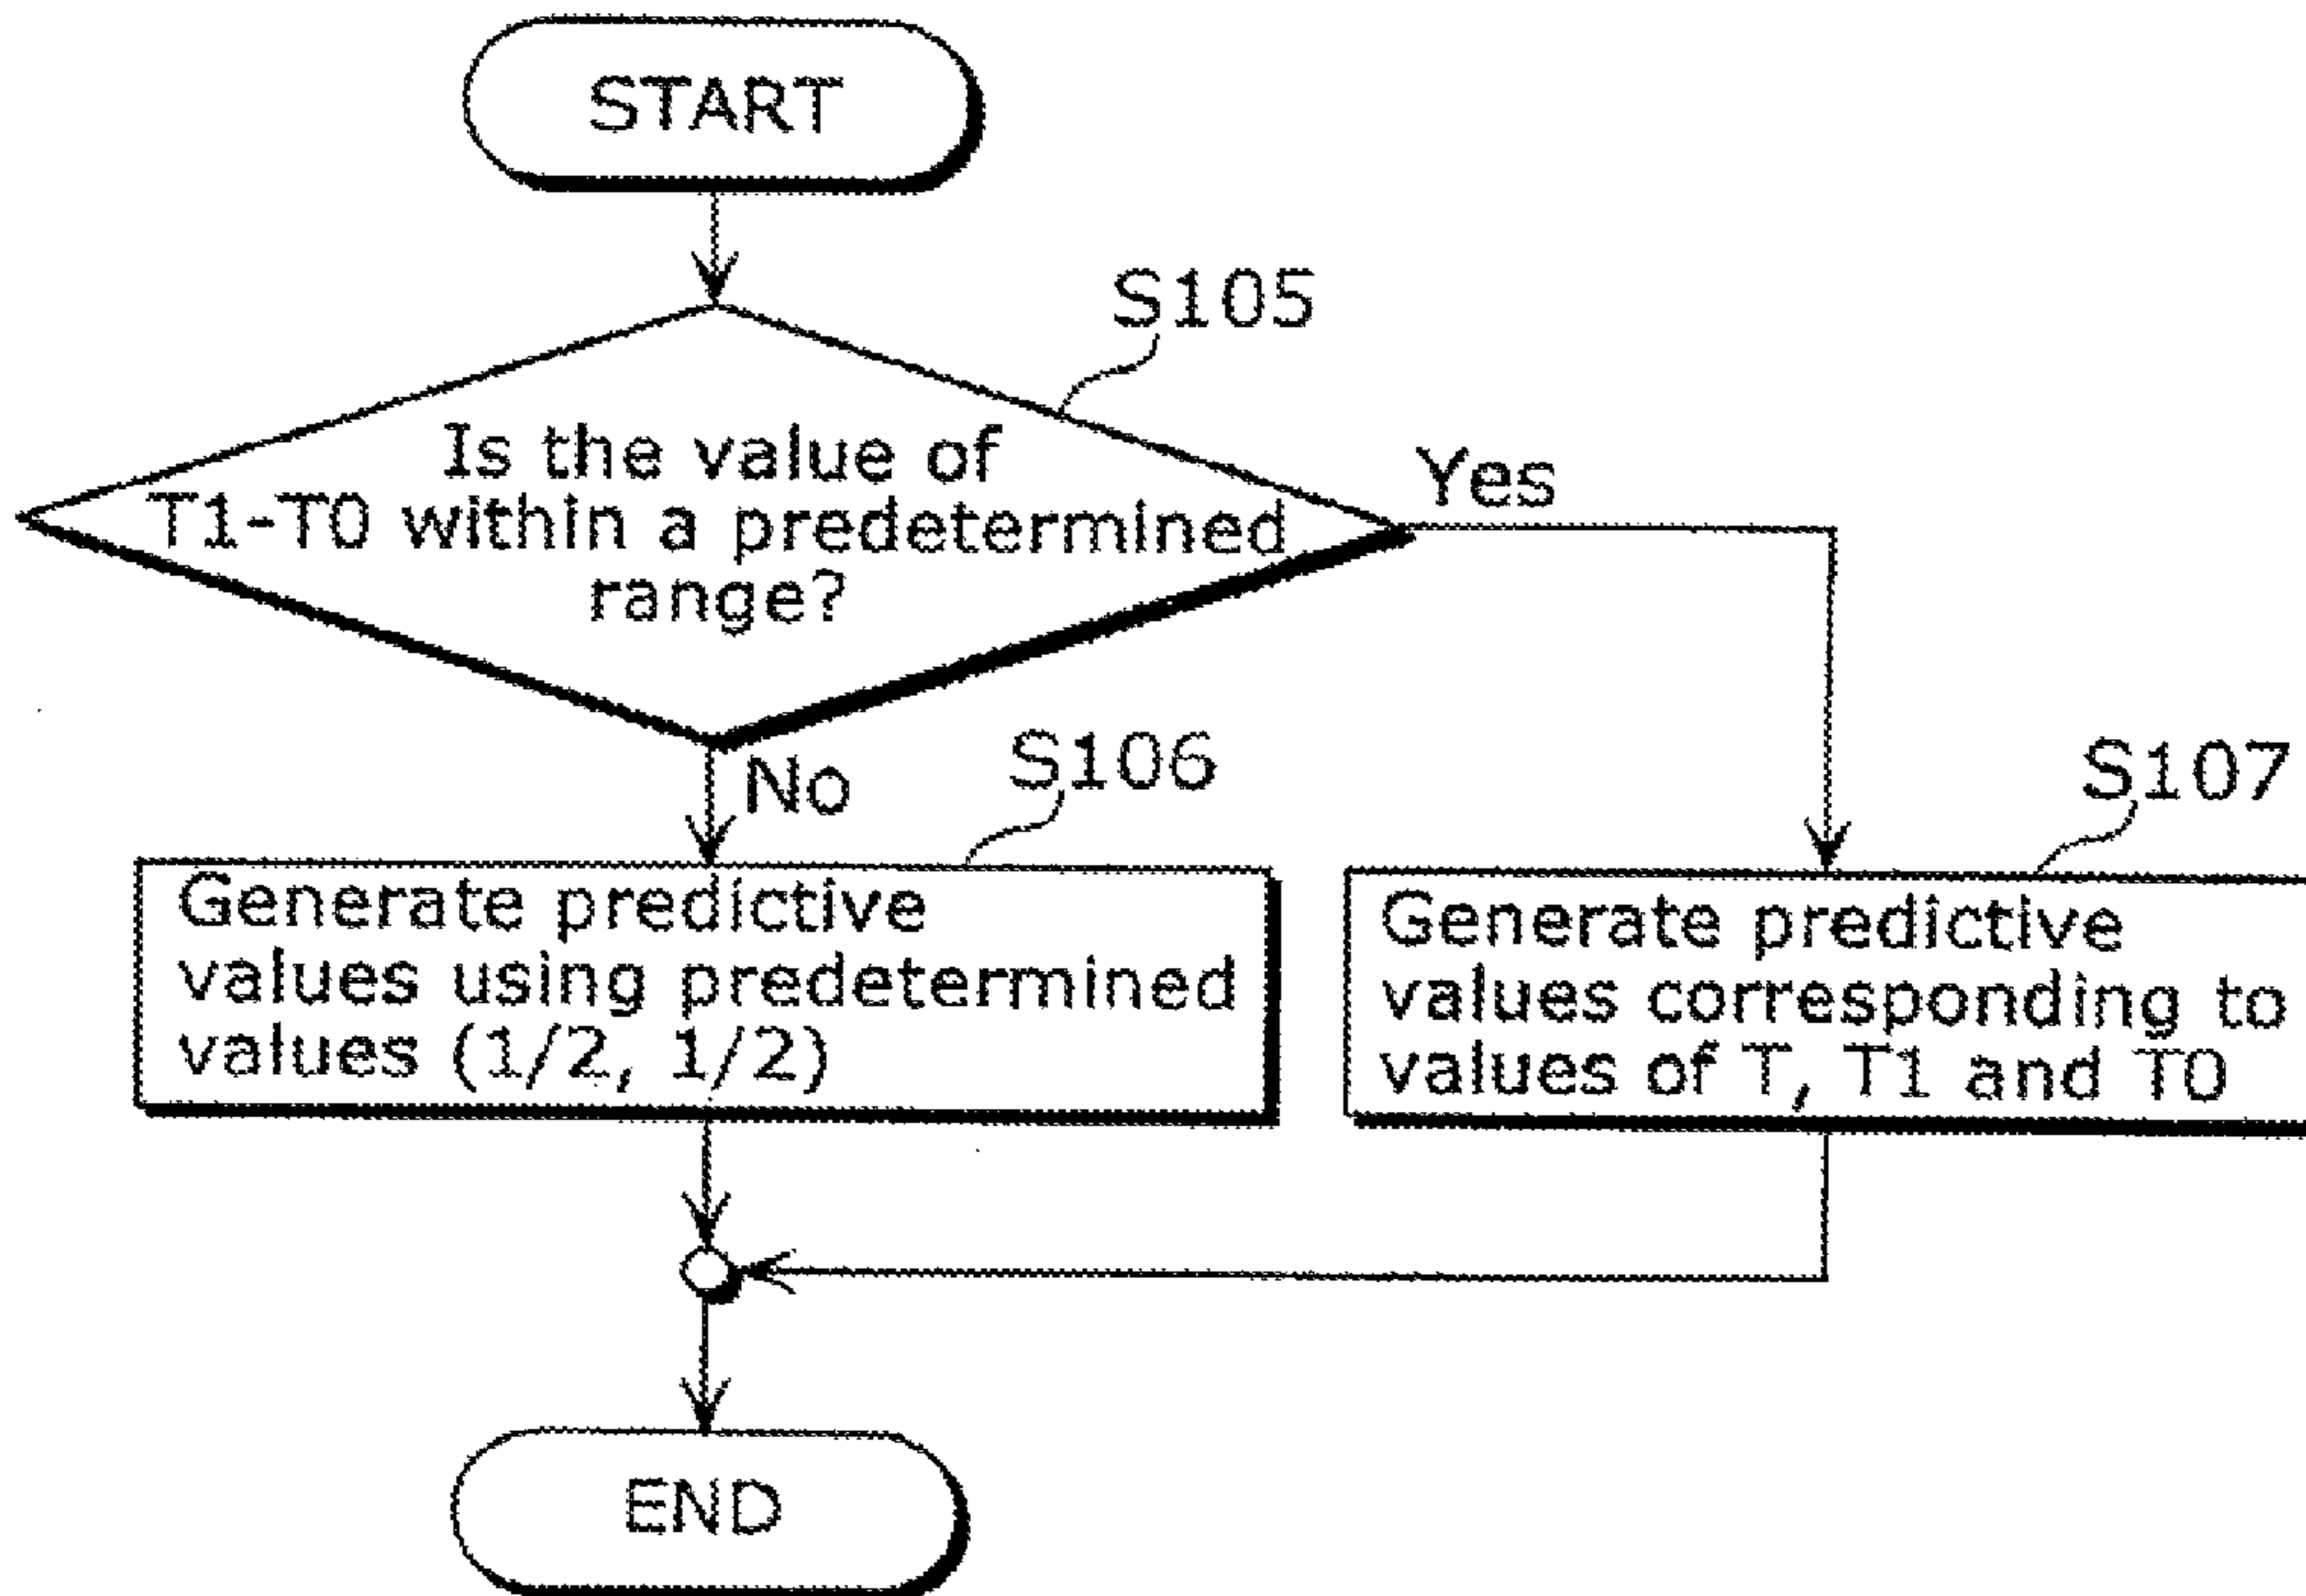 START
S105
Is the value of
T1-T0 within a predetermined
range?
Yes
No
S106
S107
Generate predictive
values using predetermined
values (1/2, 1/2)
Generate predictive
values corresponding to
values of T, T1 and T0
END